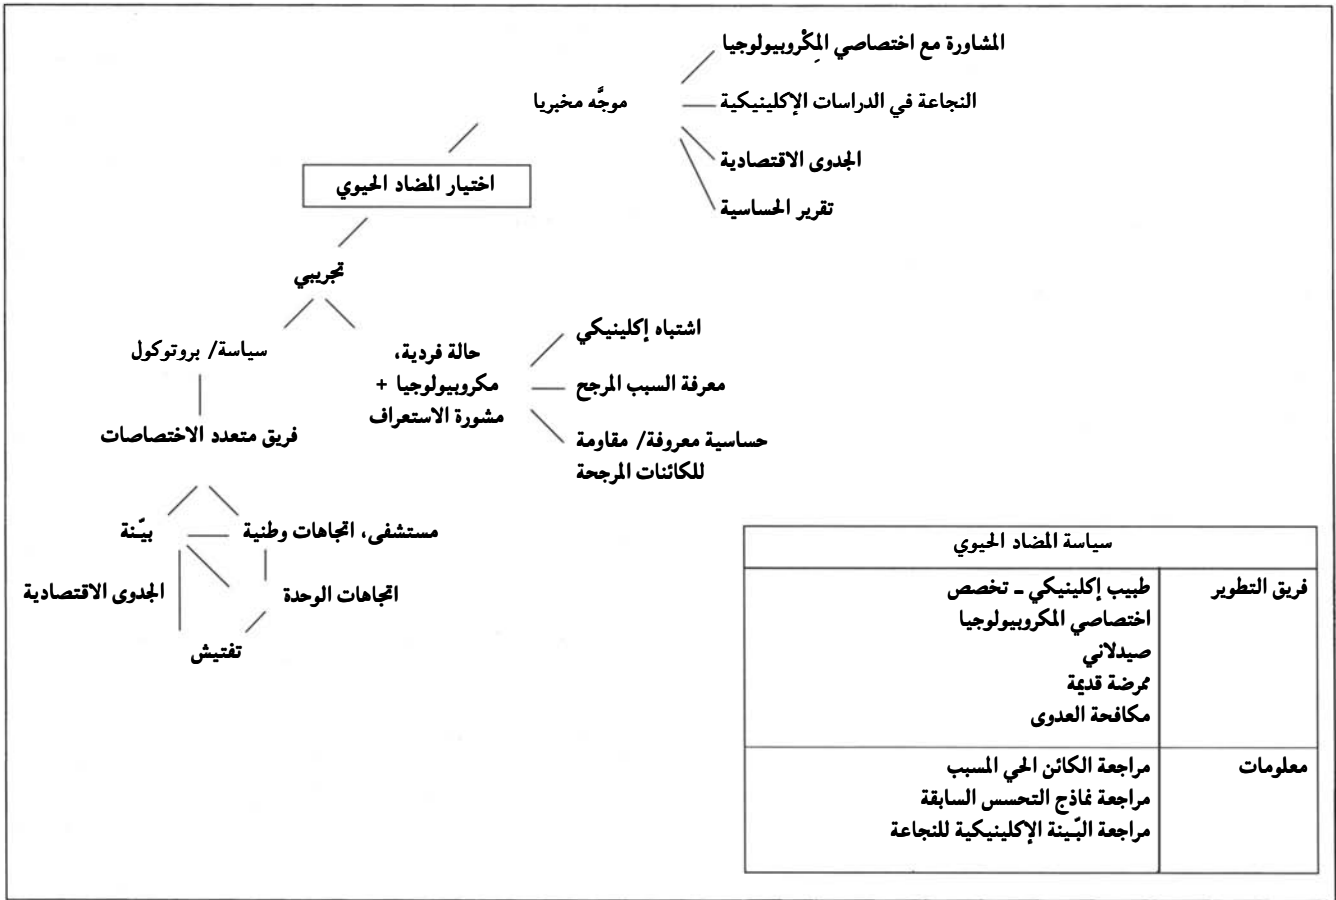 المشاورة مع اختصاصي المِكْروبيولوجيا
موجَّه مخبريا
النجاعة في الدراسات الإكلينيكية
الجدوى الاقتصادية
تقرير الحساسية
اختيار المضاد الحيوي
تجريبي
سياسة/ بروتوكول
حالة فردية،
مكروبيولوجيا +
مشورة الاستعراف
اشتباه إكلينيكي
معرفة السبب المرجح
حساسية معروفة/ مقاومة
للكائنات المرجحة
فريق متعدد الاختصاصات
مستشفى، اتجاهات وطنية
بيّنة
اتجاهات الوحدة
الجدوى الاقتصادية
تفتيش
سياسة المضاد الحيوي
فريق التطوير
طبيب إكلينيكي ـ تخصص
اختصاصي المكروبيولوجيا
صيدلاني
ممرضة قديمة
مكافحة العدوى
معلومات
مراجعة الكائن الحي المسبب
مراجعة نماذج التحسس السابقة
مراجعة البّينة الإكلينيكية للنجاعة